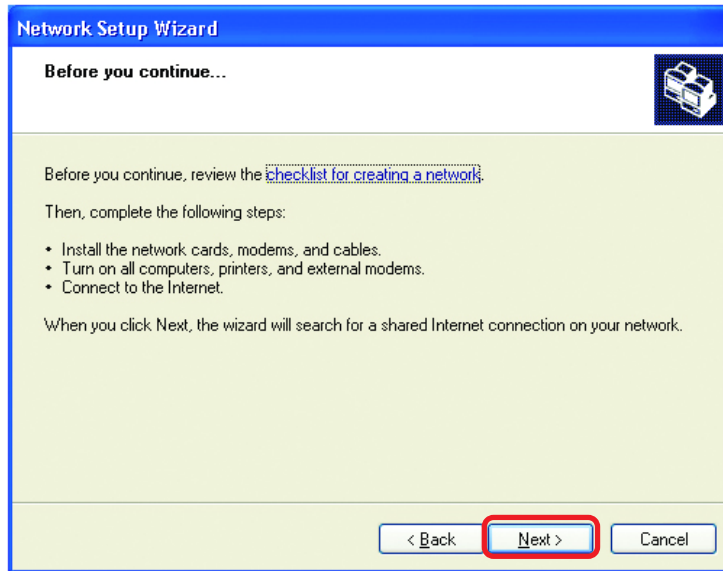 Network Setup Wizard
Before you continue...
Before you continue, review the checklist for creating a network.
Then, complete the following steps:
• Install the network cards, modems, and cables.
• Turn on all computers, printers, and external modems.
• Connect to the Internet.
When you click Next, the wizard will search for a shared Internet connection on your network.
< Back Next > Cancel